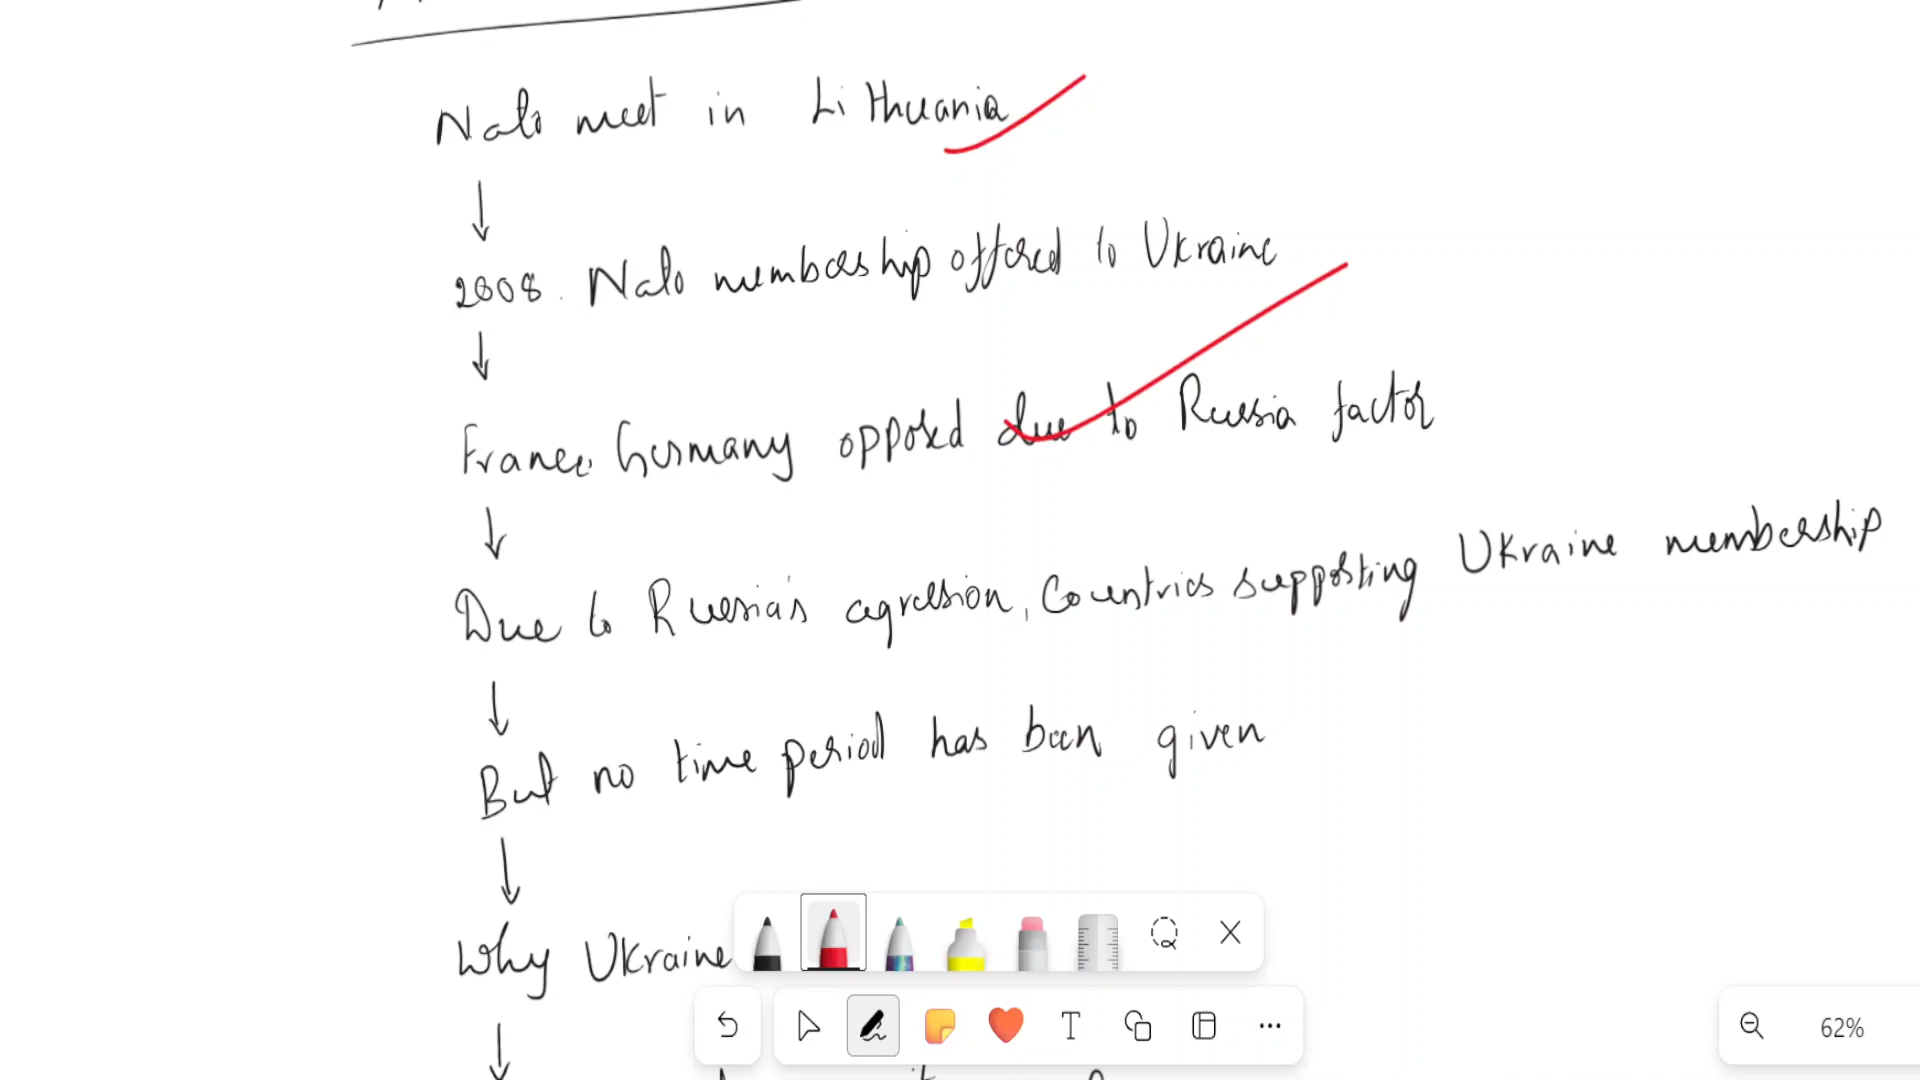 Nato meet in Lithuania
↓
2008. Nato membership offered to Ukraine
↓
France, Germany opposed due to Russia factor
↓
Due to Russia's agression, Countries supporting Ukraine membership
↓
But no time period has been given
↓
Why Ukraine
↓
62%